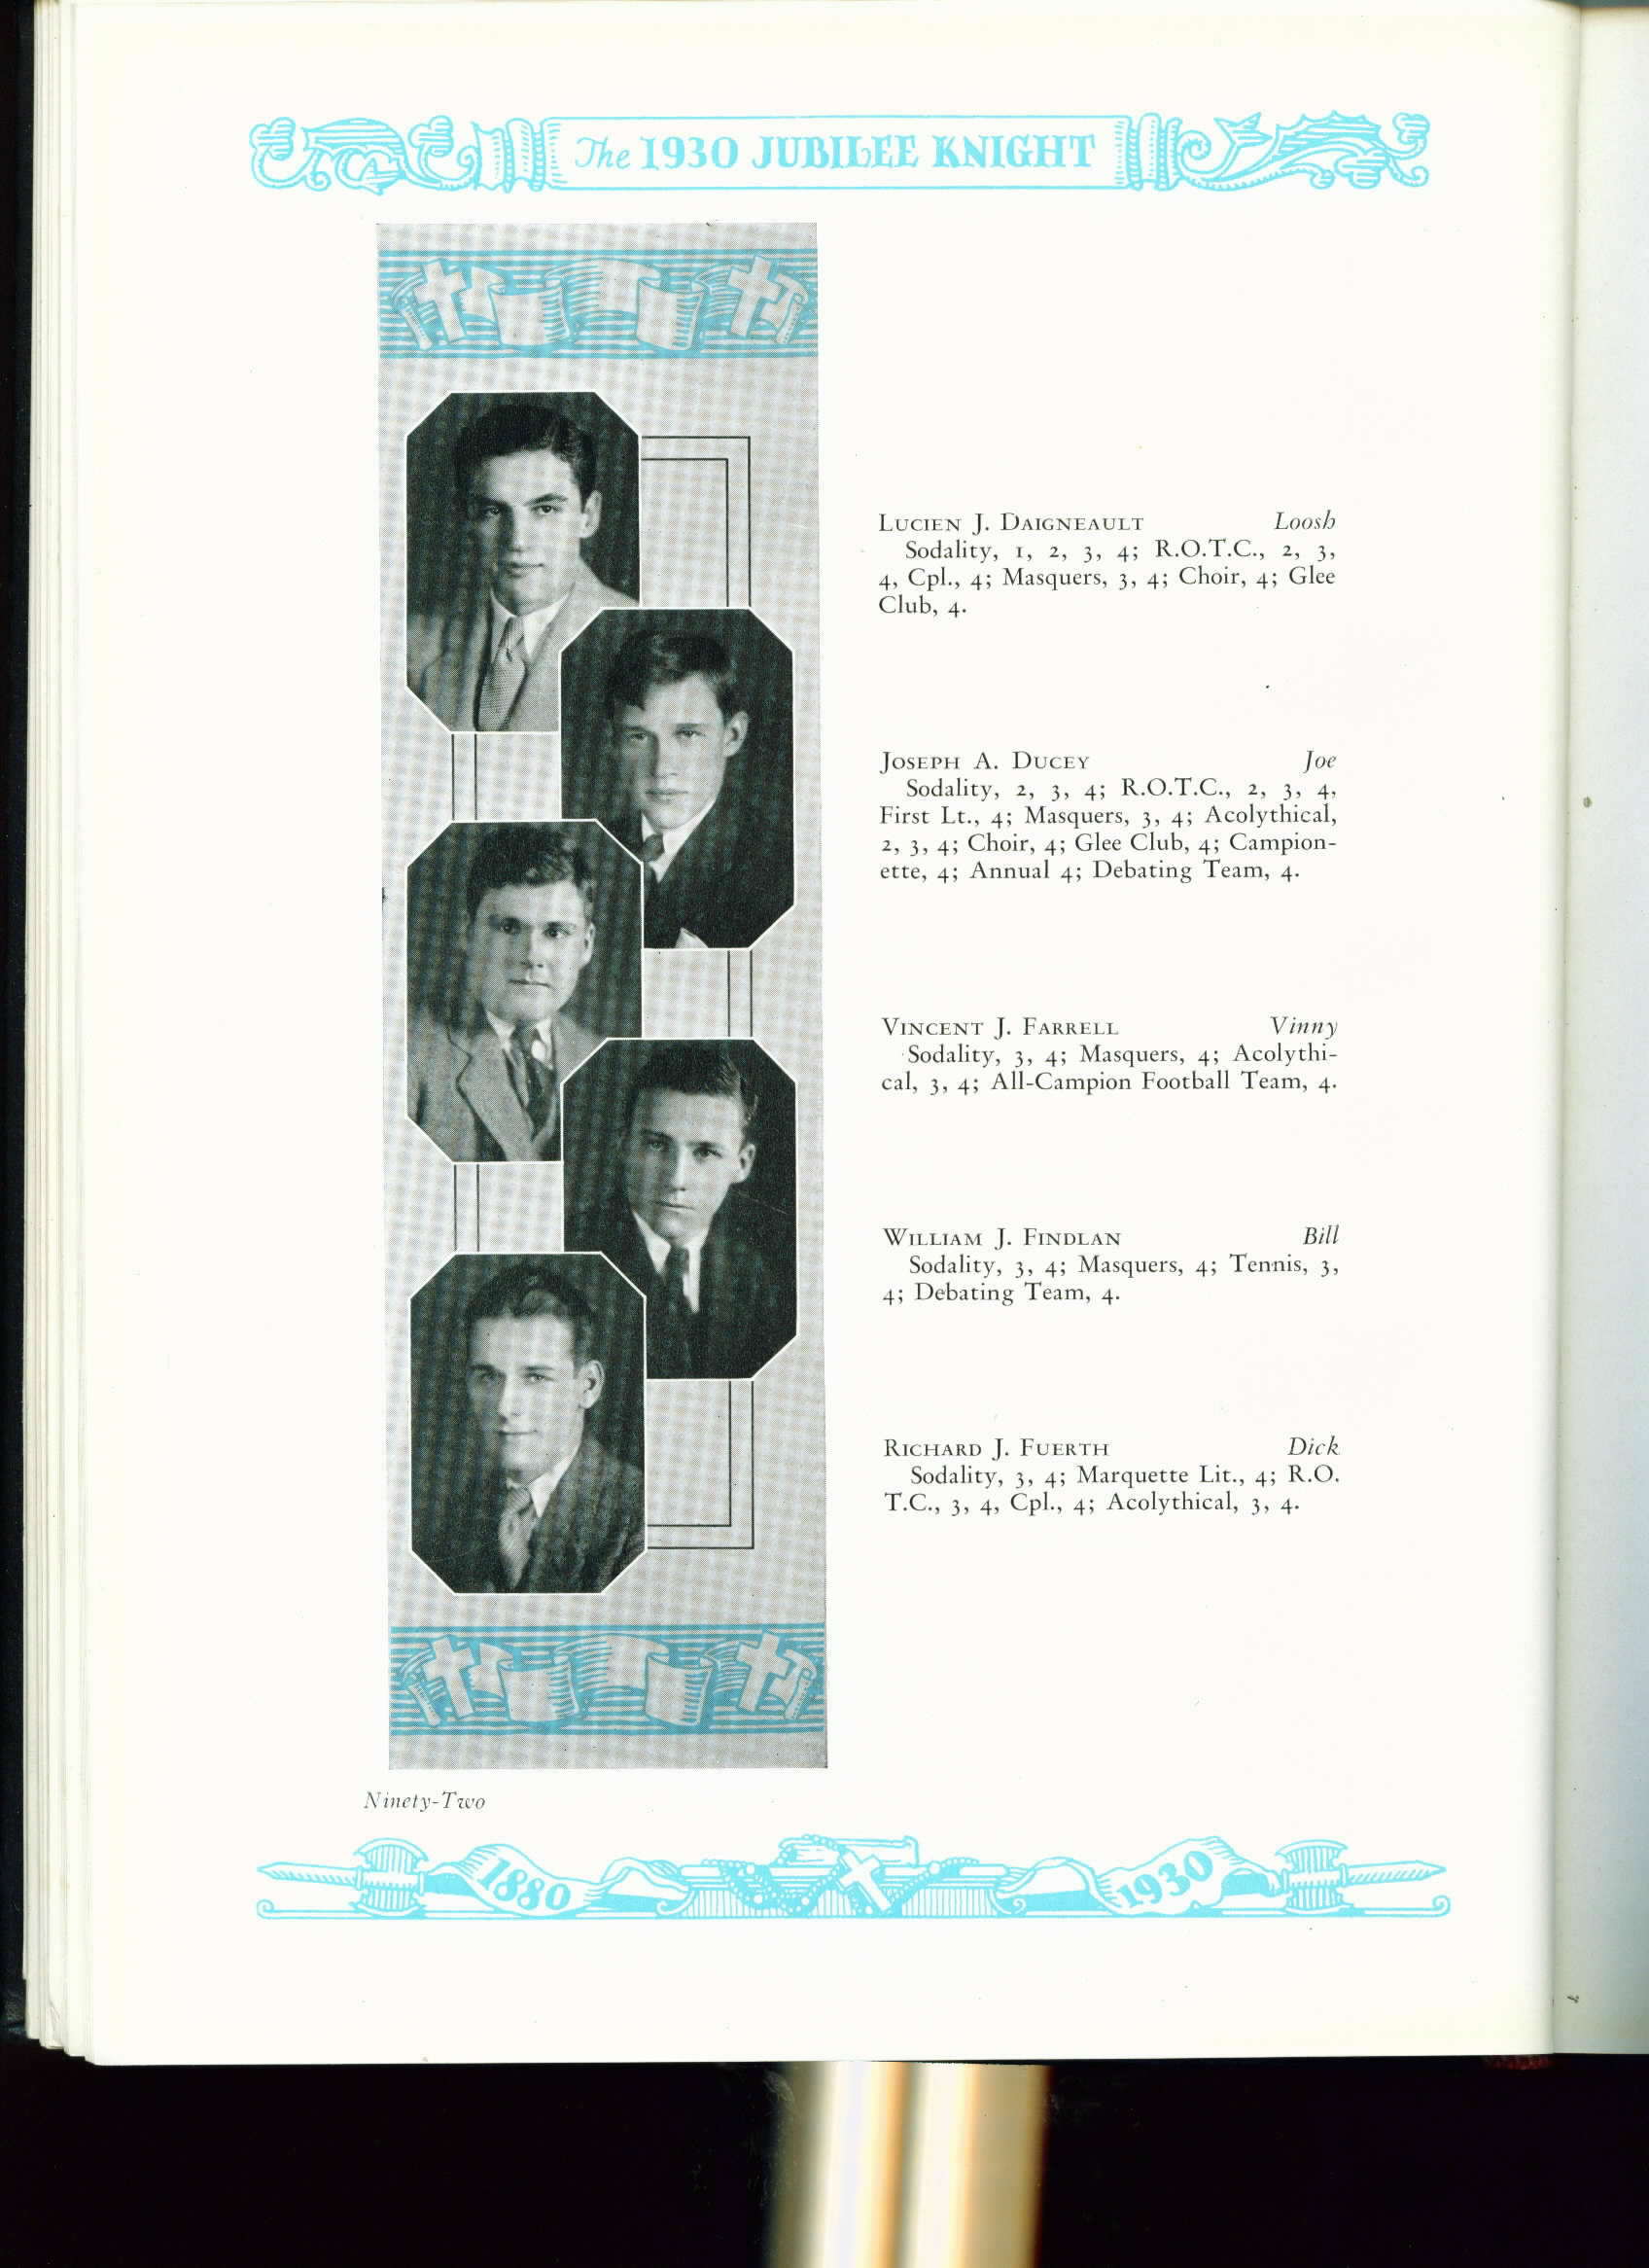 The 1930 JUBILEE KNIGHT
LUCIEN J. DAIGNEAULT Loosh
Sodality, 1, 2, 3, 4; R.O.T.C., 2, 3,
4, Cpl., 4; Masquers, 3, 4; Choir, 4; Glee
Club, 4.
JOSEPH A. DUCEY Joe
Sodality, 2, 3, 4; R.O.T.C., 2, 3, 4,
First Lt., 4; Masquers, 3, 4; Acolythical,
2, 3, 4; Choir, 4; Glee Club, 4; Campion-
ette, 4; Annual 4; Debating Team, 4.
VINCENT J. FARRELL Vinny
Sodality, 3, 4; Masquers, 4; Acolythi-
cal, 3, 4; All-Campion Football Team, 4.
WILLIAM J. FINDLAN Bill
Sodality, 3, 4; Masquers, 4; Tennis, 3,
4; Debating Team, 4.
RICHARD J. FUERTH Dick
Sodality, 3, 4; Marquette Lit., 4; R.O.
T.C., 3, 4, Cpl., 4; Acolythical, 3, 4.
Ninety-Two
1880 1930